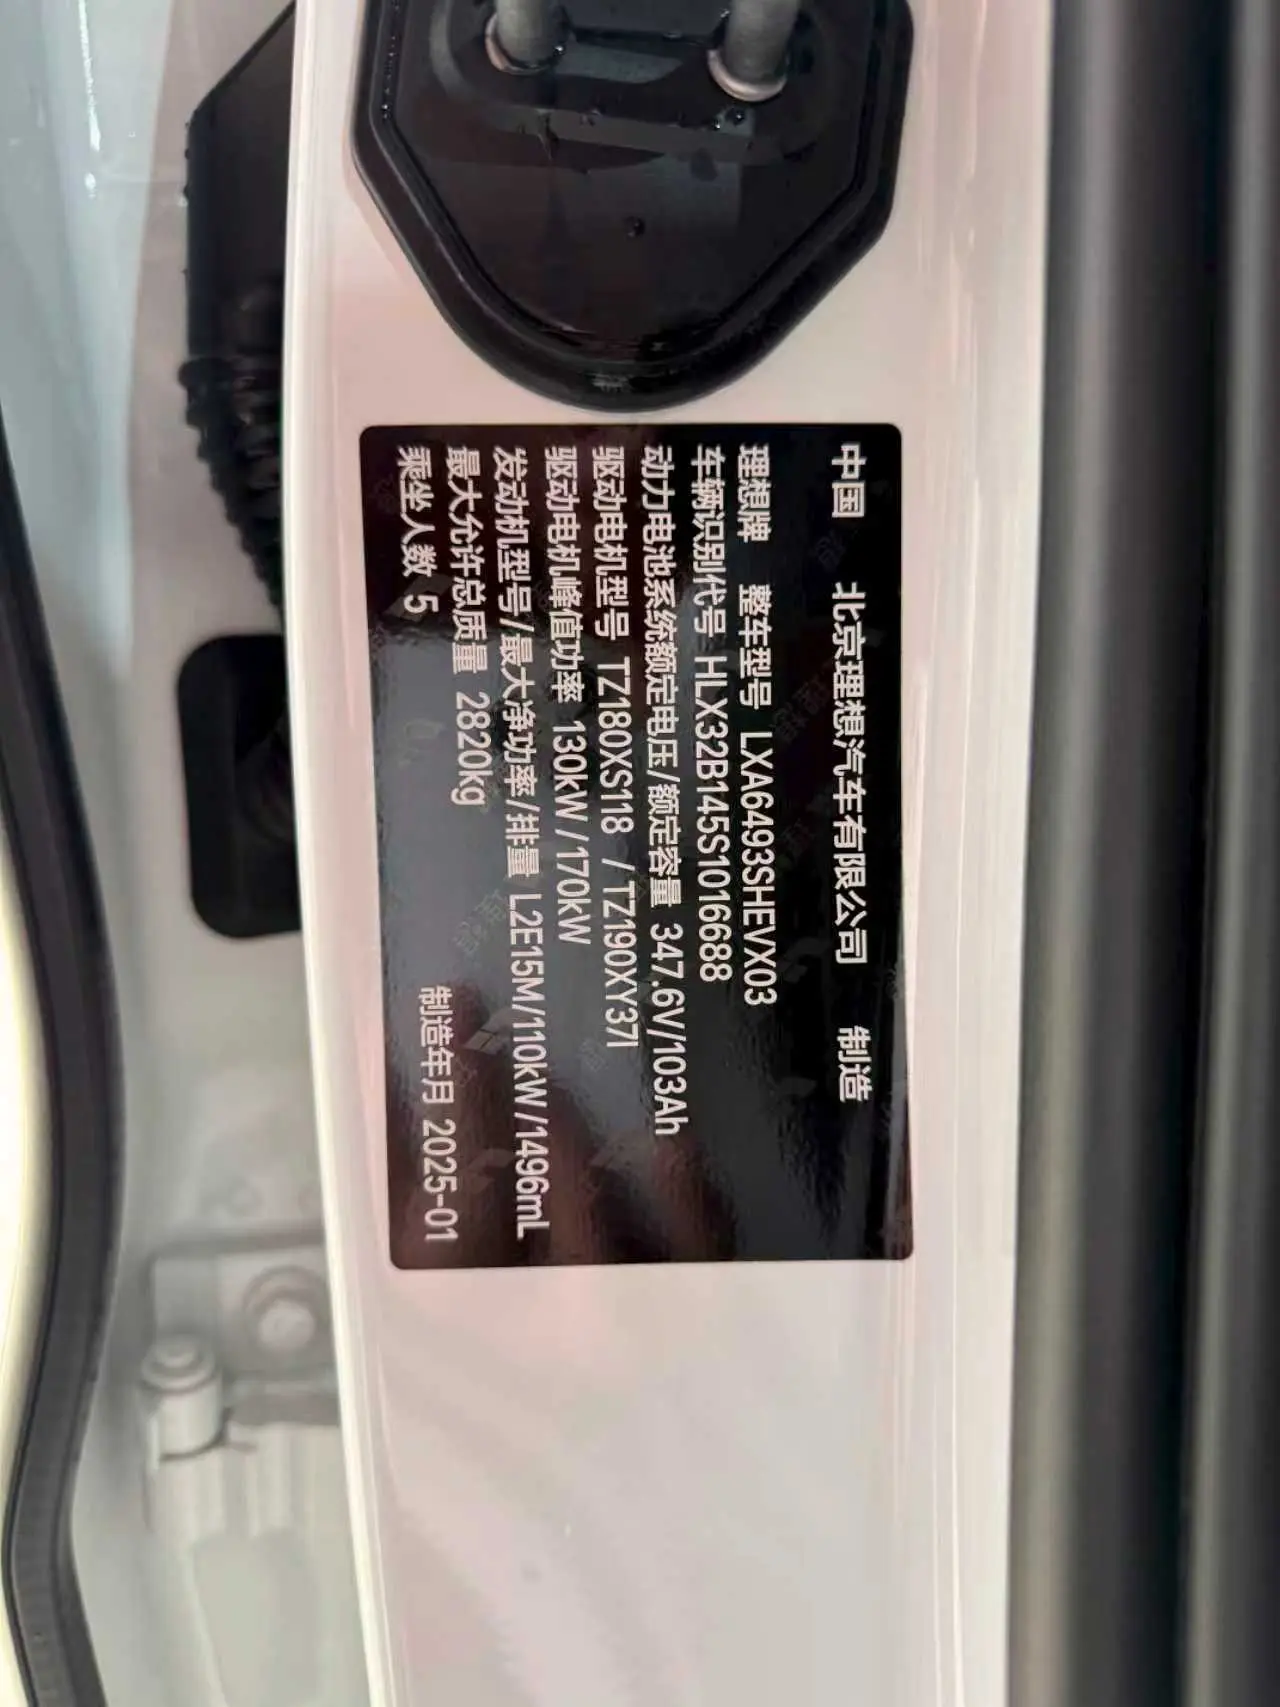 中国 北京理想汽车有限公司 制造
理想牌 整车型号 LXA6493SHEVX03
车辆识别代号 HLX32B145S1016688
动力电池系统额定电压/额定容量 347.6V/103Ah
驱动电机型号 TZ180XS118 /TZ190XY37I
驱动电机峰值功率 130kW/170kW
发动机型号/最大净功率/排量 L2E15M/110kW/1496mL
最大允许总质量 2820kg
乘坐人数 5 制造年月 2025-01